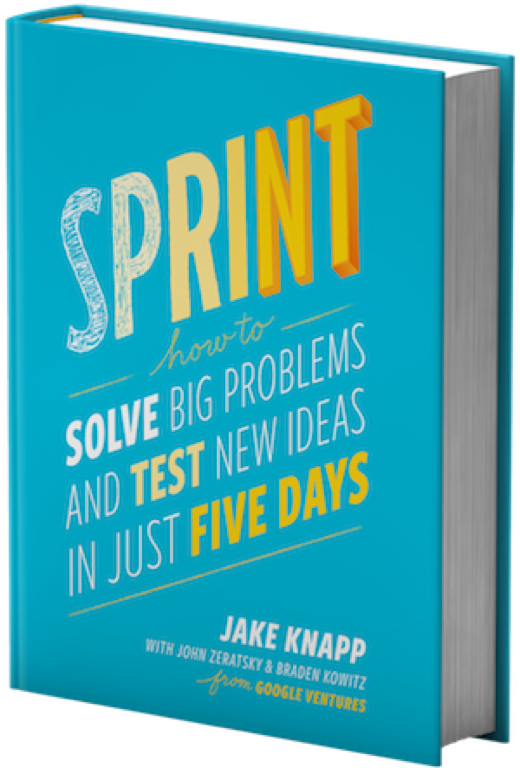 SPRINT
how to
SOLVE BIG PROBLEMS
AND TEST NEW IDEAS
IN JUST FIVE DAYS
JAKE KNAPP
WITH JOHN ZERATSKY & BRADEN KOWITZ
from GOOGLE VENTURES